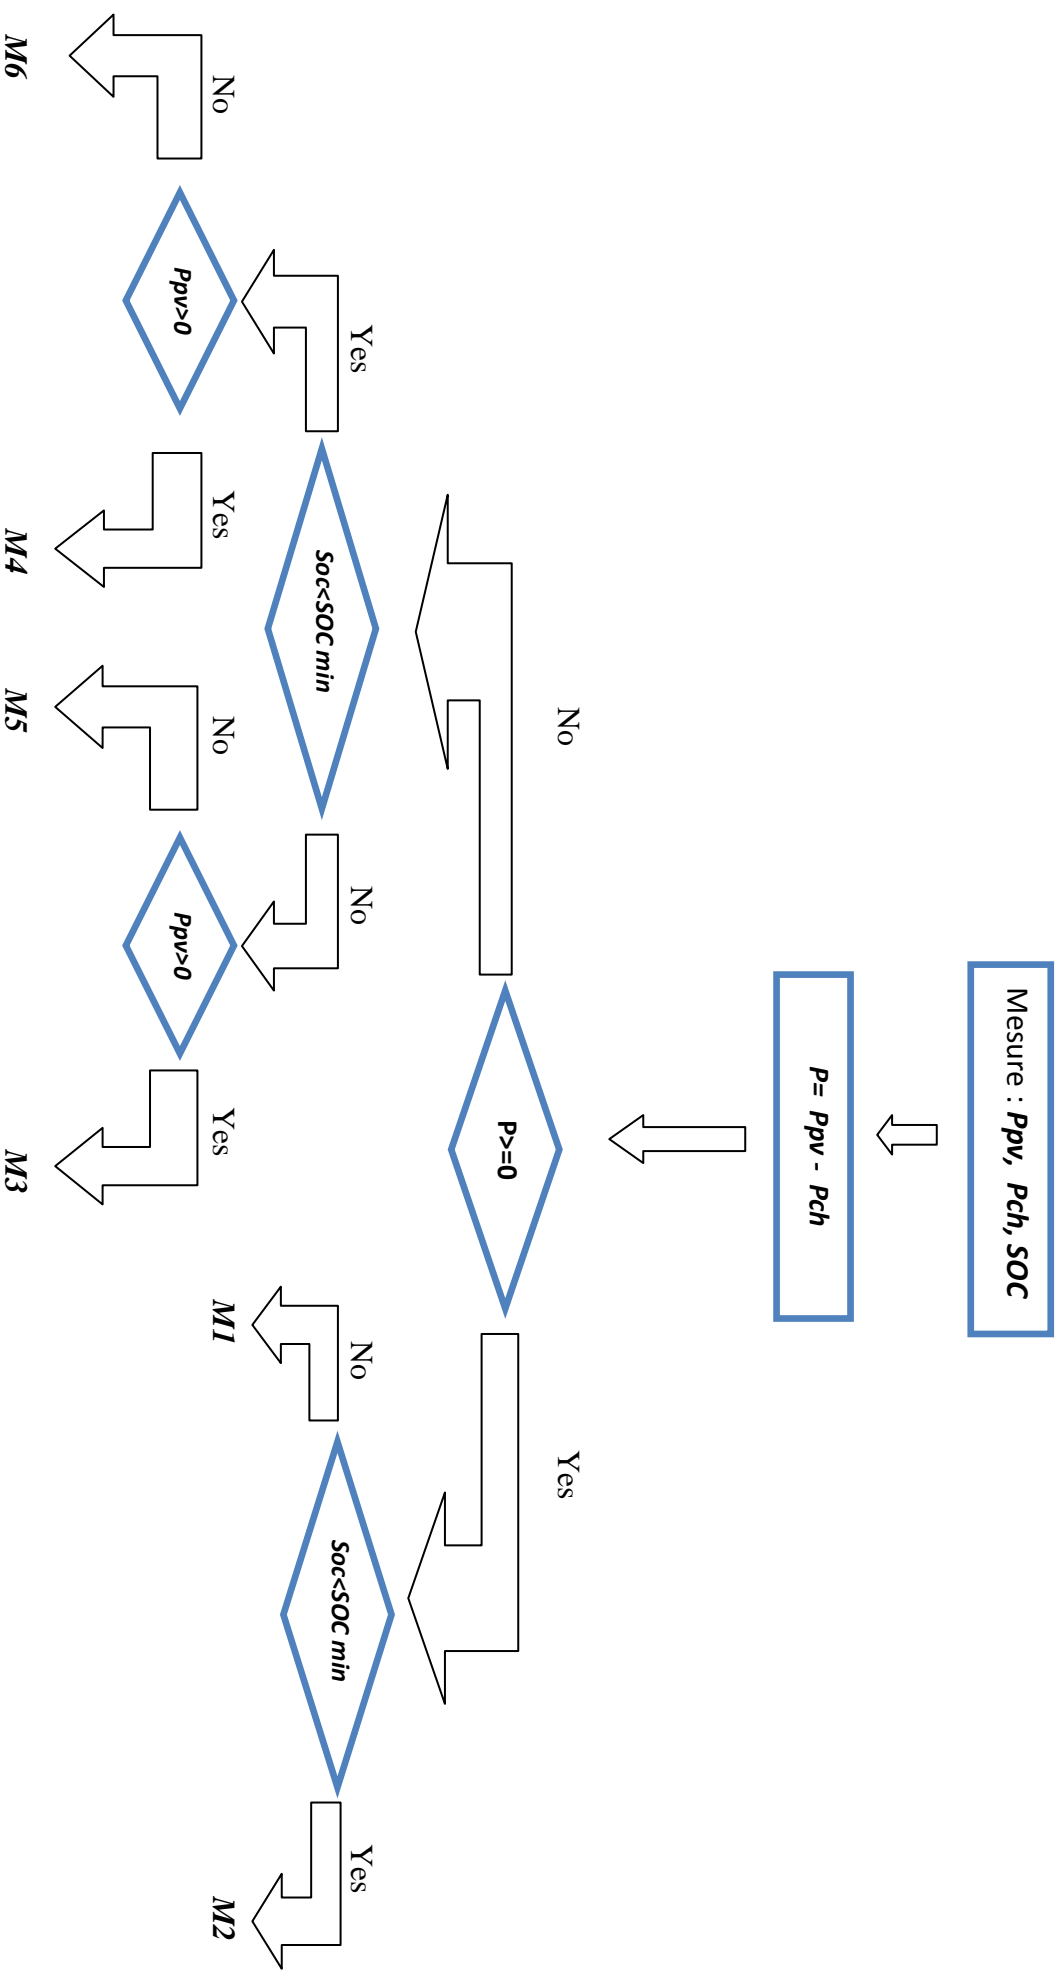 Mesure : Ppv, Pch, SOC
P= Ppv - Pch
P>=0
No
Yes
Soc<SOC min
Soc<SOC min
Yes
No
No
Yes
Ppv>0
Ppv>0
M1
M2
No
Yes
No
Yes
M6
M4
M5
M3